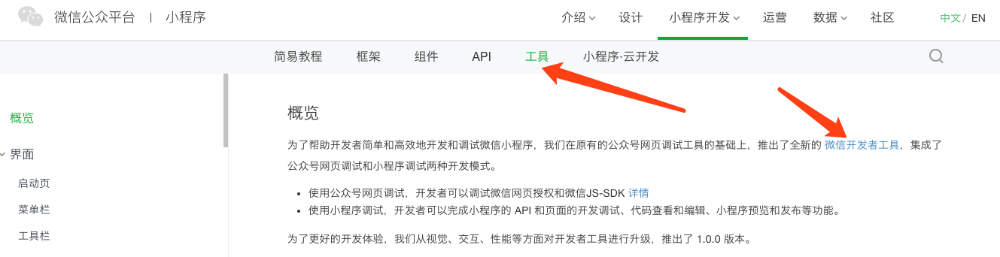 微信公众平台 | 小程序 介绍 设计 小程序开发 运营 数据 社区 中文 / EN
简易教程 框架 组件 API 工具 小程序·云开发
概览
界面
启动页
菜单栏
工具栏
概览
为了帮助开发者简单和高效地开发和调试微信小程序，我们在原有的公众号网页调试工具的基础上，推出了全新的 微信开发者工具，集成了
公众号网页调试和小程序调试两种开发模式。
• 使用公众号网页调试，开发者可以调试微信网页授权和微信JS-SDK 详情
• 使用小程序调试，开发者可以完成小程序的 API 和页面的开发调试、代码查看和编辑、小程序预览和发布等功能。
为了更好的开发体验，我们从视觉、交互、性能等方面对开发者工具进行升级，推出了 1.0.0 版本。